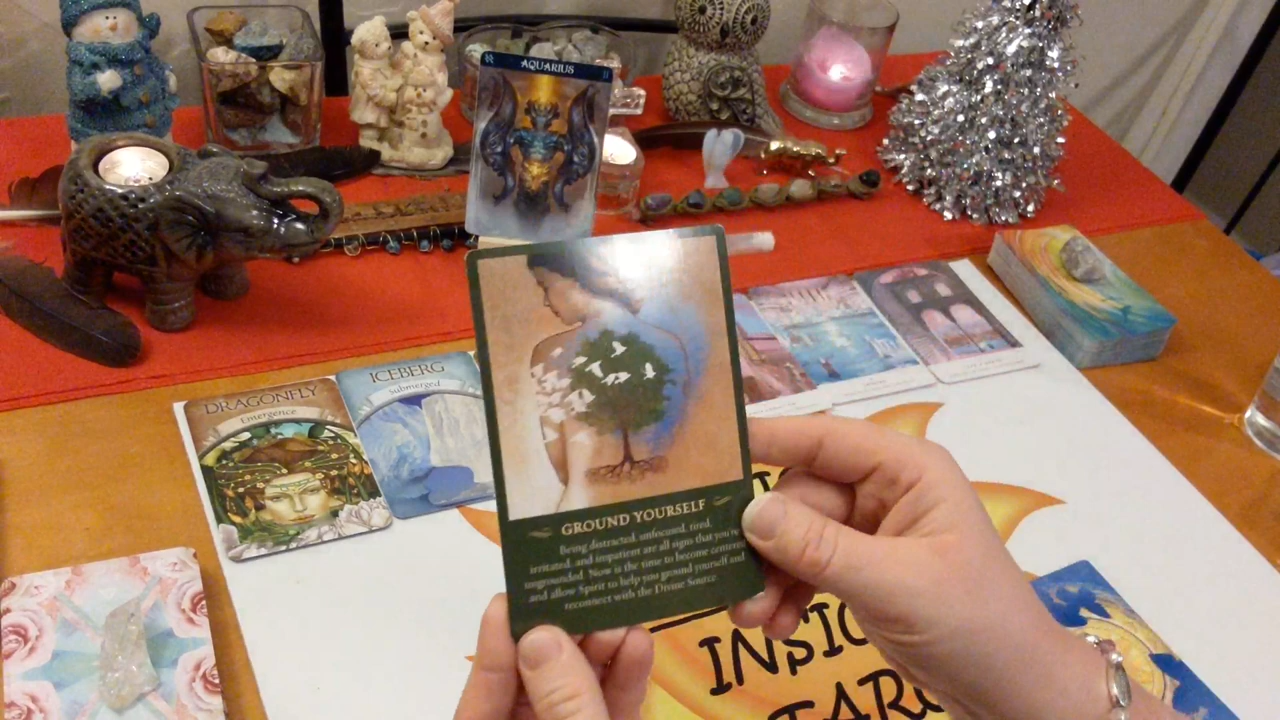 AQUARIUS
DRAGONFLY
Emergence
ICEBERG
submerged
GROUND YOURSELF
Being distracted, unfocused, tired,
irritated, and impatient are all signs that you're
ungrounded. Now is the time to become centered
and allow Spirit to help you ground yourself and
reconnect with the Divine Source.
INSIG
TAR